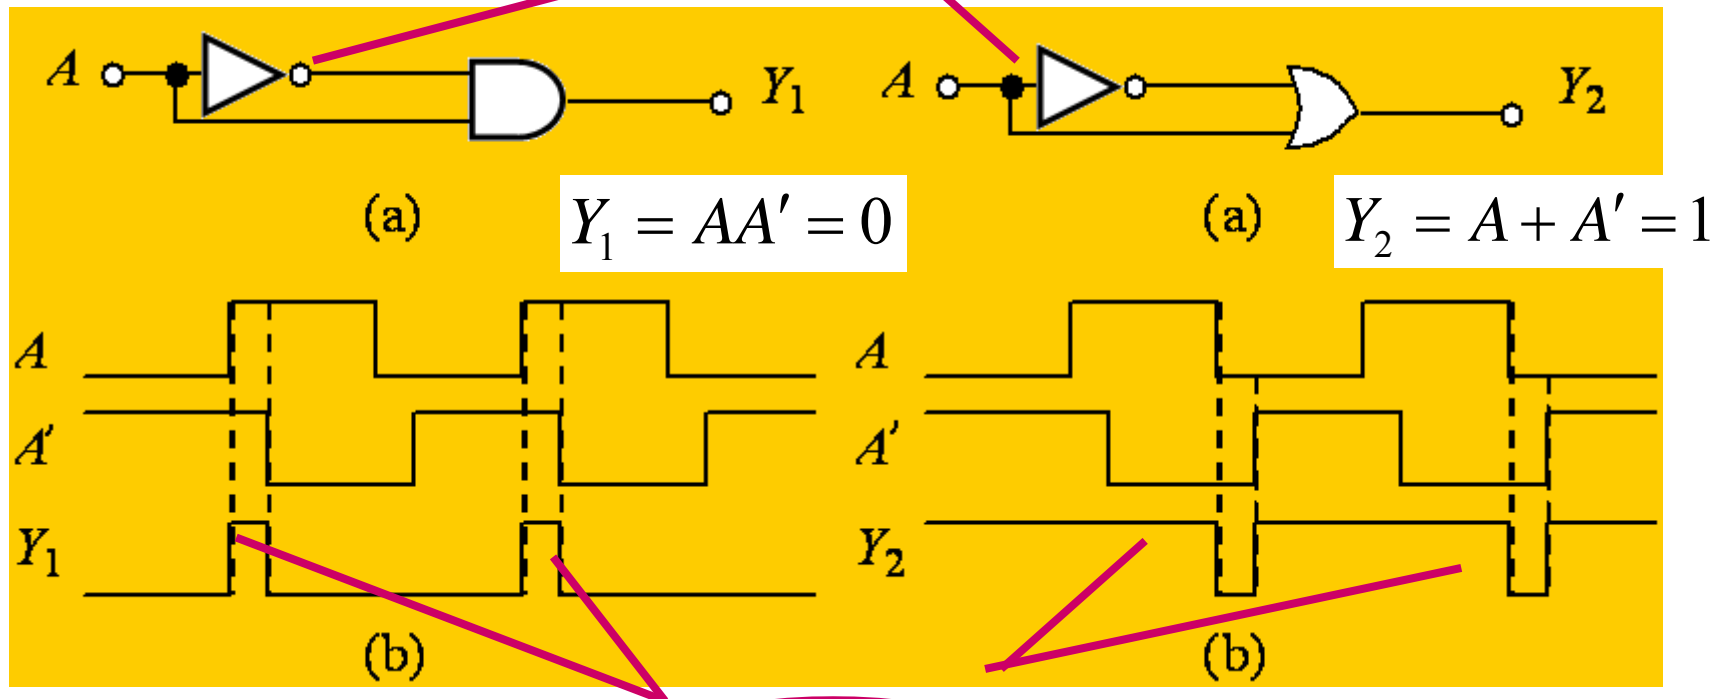 A Y₁ A Y₂
(a) Y₁ = AA′ = 0 (a) Y₂ = A + A′ = 1
A A
A′ A′
Y₁ Y₂
(b) (b)